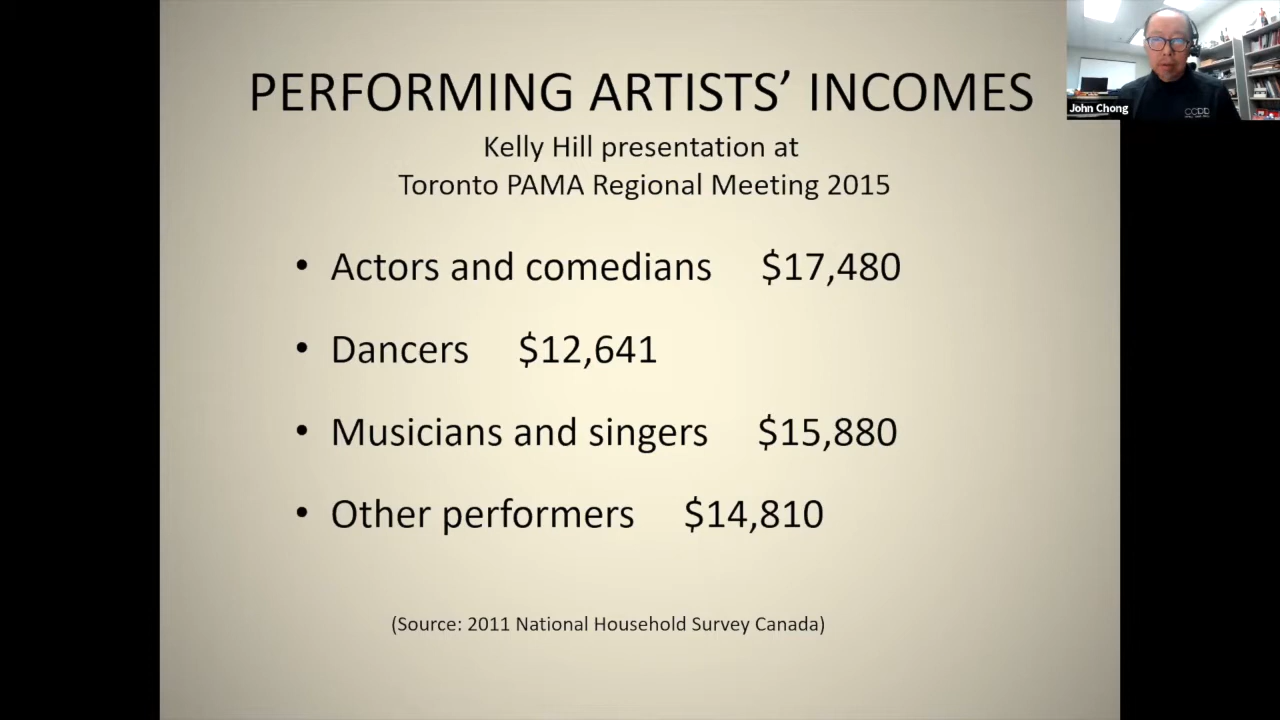 PERFORMING ARTISTS’ INCOMES
Kelly Hill presentation at
Toronto PAMA Regional Meeting 2015
• Actors and comedians $17,480
• Dancers $12,641
• Musicians and singers $15,880
• Other performers $14,810
(Source: 2011 National Household Survey Canada)
John Chong